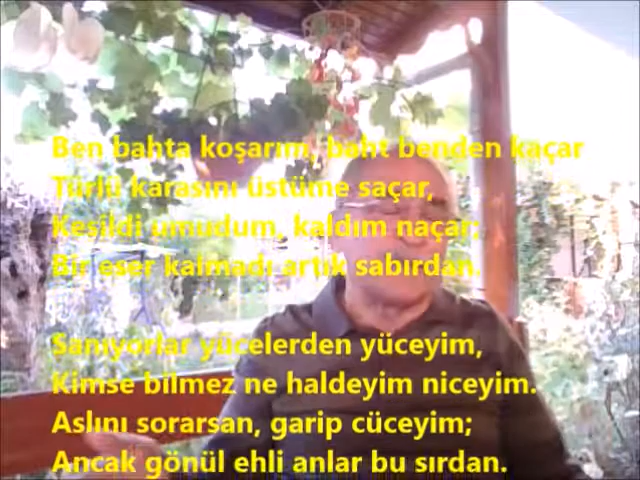 Ben bahta koşarım, baht benden kaçar
Türlü karasını üstüme saçar,
Kesildi umudum, kaldım naçar;
Bir eser kalmadı artık sabırdan.
Sanıyorlar yücelerden yüceyim,
Kimse bilmez ne haldeyim niceyim.
Aslını sorarsan, garip cüceyim;
Ancak gönül ehli anlar bu sırdan.